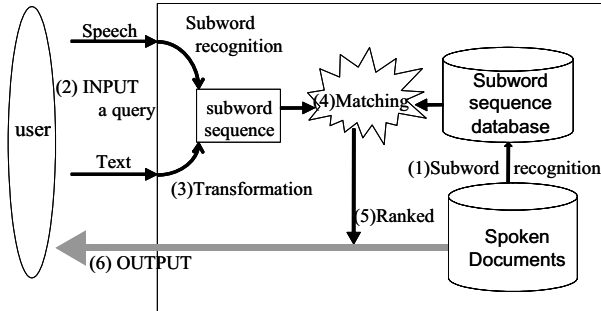 Speech
Subword
recognition
(2) INPUT
a query
user
subword
sequence
(4)Matching
Subword
sequence
database
Text
(3)Transformation
(1)Subword recognition
(5)Ranked
Spoken
Documents
(6) OUTPUT